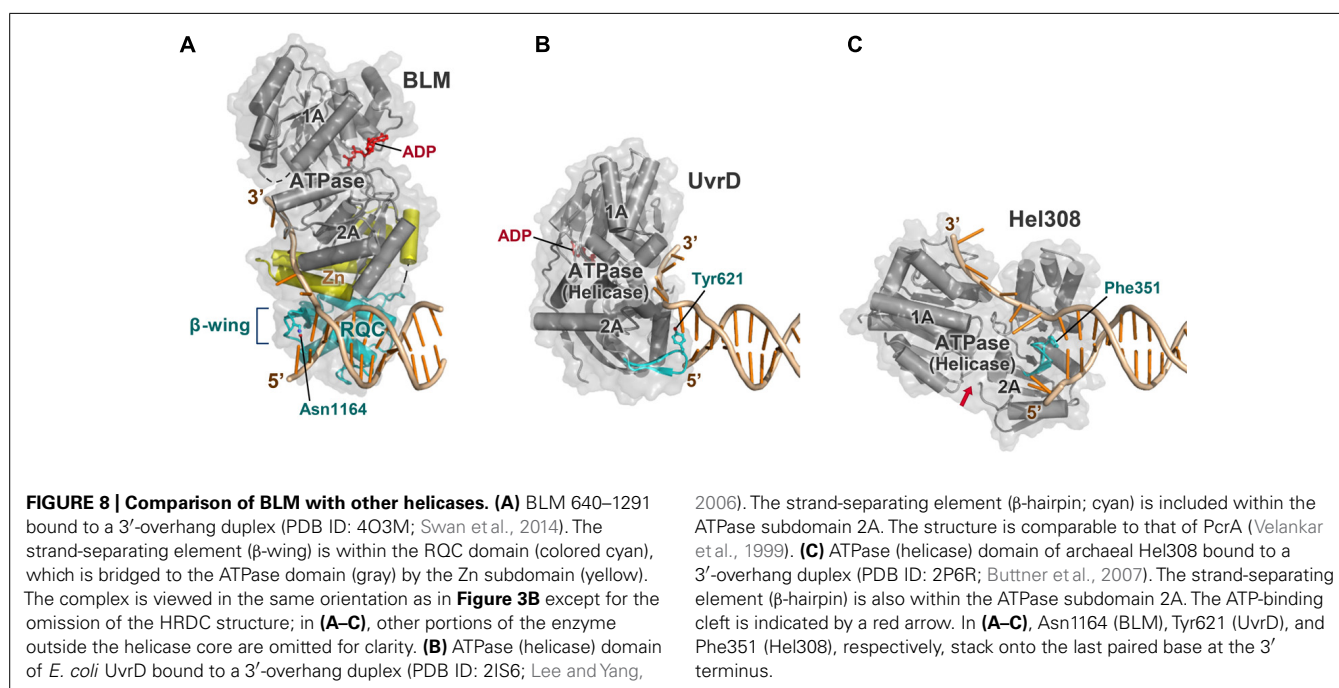 A
BLM
1A
ADP
ATPase
3’
2A
Zn
β-wing
RQC
5’
Asn1164
B
UvrD
1A
ADP
3’
ATPase
(Helicase)
Tyr621
2A
5’
C
Hel308
3’
Phe351
1A
ATPase
(Helicase)
2A
5’
FIGURE 8 | Comparison of BLM with other helicases. (A) BLM 640–1291
bound to a 3′-overhang duplex (PDB ID: 4O3M; Swan et al., 2014). The
strand-separating element (β-wing) is within the RQC domain (colored cyan),
which is bridged to the ATPase domain (gray) by the Zn subdomain (yellow).
The complex is viewed in the same orientation as in Figure 3B except for the
omission of the HRDC structure; in (A–C), other portions of the enzyme
outside the helicase core are omitted for clarity. (B) ATPase (helicase) domain
of E. coli UvrD bound to a 3′-overhang duplex (PDB ID: 2IS6; Lee and Yang,
2006). The strand-separating element (β-hairpin; cyan) is included within the
ATPase subdomain 2A. The structure is comparable to that of PcrA (Velankar
et al., 1999). (C) ATPase (helicase) domain of archaeal Hel308 bound to a
3′-overhang duplex (PDB ID: 2P6R; Buttner et al., 2007). The strand-separating
element (β-hairpin) is also within the ATPase subdomain 2A. The ATP-binding
cleft is indicated by a red arrow. In (A–C), Asn1164 (BLM), Tyr621 (UvrD), and
Phe351 (Hel308), respectively, stack onto the last paired base at the 3′
terminus.